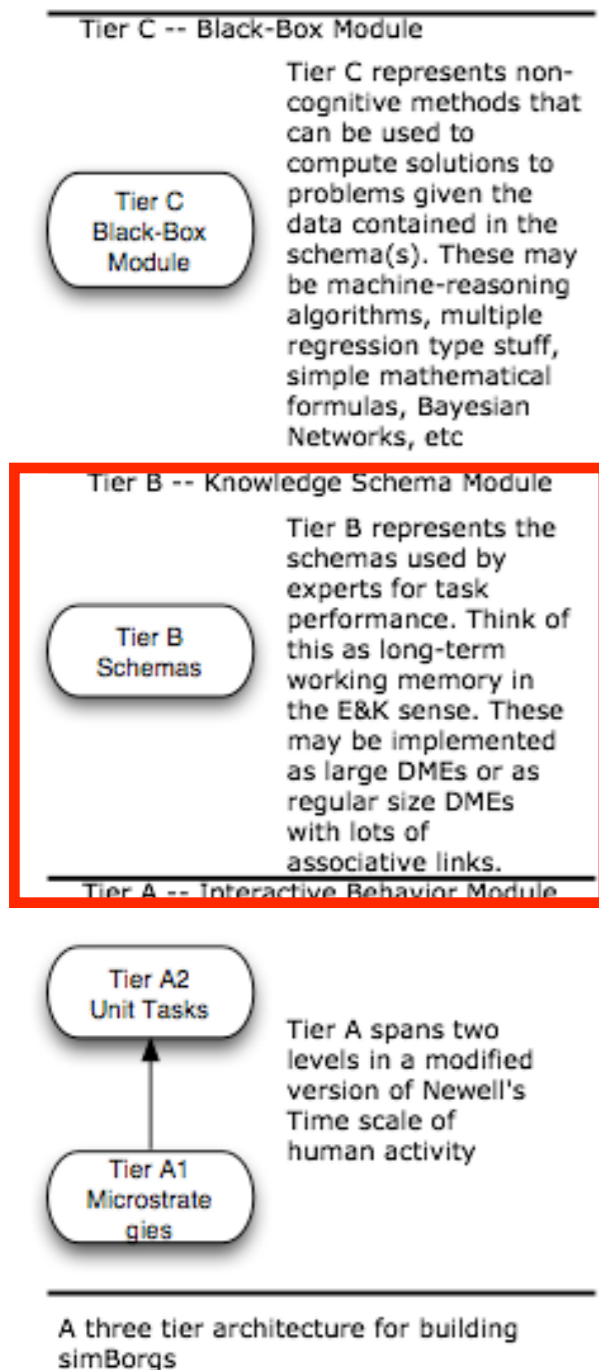 Tier C -- Black-Box Module
Tier C represents non-
cognitive methods that
can be used to
compute solutions to
problems given the
data contained in the
schema(s). These may
be machine-reasoning
algorithms, multiple
regression type stuff,
simple mathematical
formulas, Bayesian
Networks, etc
Tier C
Black-Box
Module
Tier B -- Knowledge Schema Module
Tier B represents the
schemas used by
experts for task
performance. Think of
this as long-term
working memory in
the E&K sense. These
may be implemented
as large DMEs or as
regular size DMEs
with lots of
associative links.
Tier B
Schemas
Tier A -- Interactive Behavior Module
Tier A2
Unit Tasks
Tier A spans two
levels in a modified
version of Newell's
Time scale of
human activity
Tier A1
Microstrate
gies
A three tier architecture for building
simBorgs